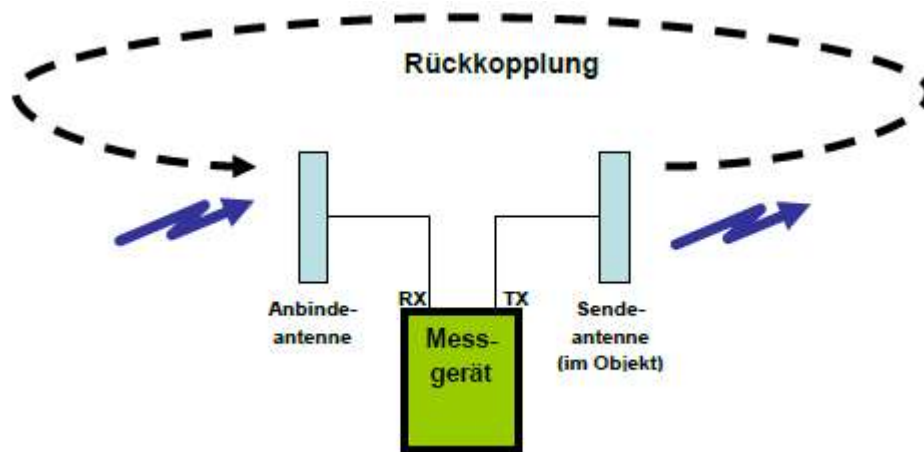 Rückkopplung
RX
TX
Anbinde-
antenne
Mess-
gerät
Sende-
antenne
(im Objekt)